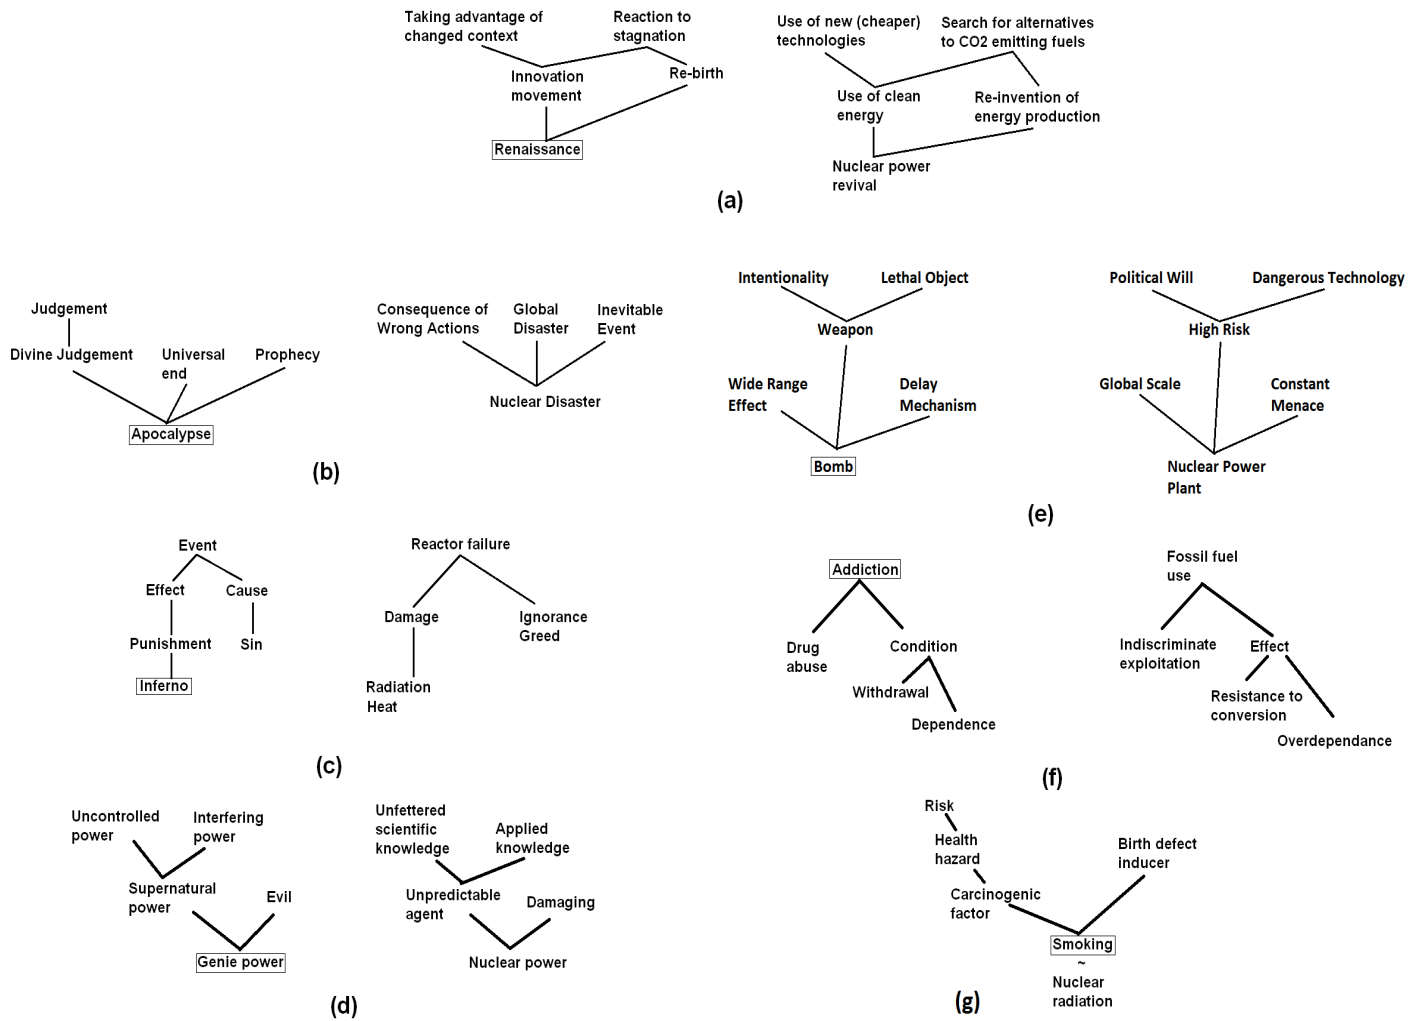 Taking advantage of
changed context
Reaction to
stagnation
Innovation
movement
Re-birth
Renaissance
Use of new (cheaper)
technologies
Search for alternatives
to CO2 emitting fuels
Use of clean
energy
Re-invention of
energy production
Nuclear power
revival
(a)
Judgement
Divine Judgement
Universal
end
Prophecy
Apocalypse
Consequence of
Wrong Actions
Global
Disaster
Inevitable
Event
Nuclear Disaster
(b)
Intentionality
Lethal Object
Weapon
Wide Range
Effect
Delay
Mechanism
Bomb
Political Will
Dangerous Technology
High Risk
Global Scale
Constant
Menace
Nuclear Power
Plant
(e)
Event
Effect
Cause
Punishment
Sin
Inferno
Reactor failure
Damage
Ignorance
Greed
Radiation
Heat
(c)
Addiction
Drug
abuse
Condition
Withdrawal
Dependence
Fossil fuel
use
Indiscriminate
exploitation
Effect
Resistance to
conversion
Overdependance
(f)
Uncontrolled
power
Interfering
power
Supernatural
power
Evil
Genie power
Unfettered
scientific
knowledge
Applied
knowledge
Unpredictable
agent
Damaging
Nuclear power
(d)
Risk
Health
hazard
Carcinogenic
factor
Birth defect
inducer
Smoking
~
Nuclear
radiation
(g)